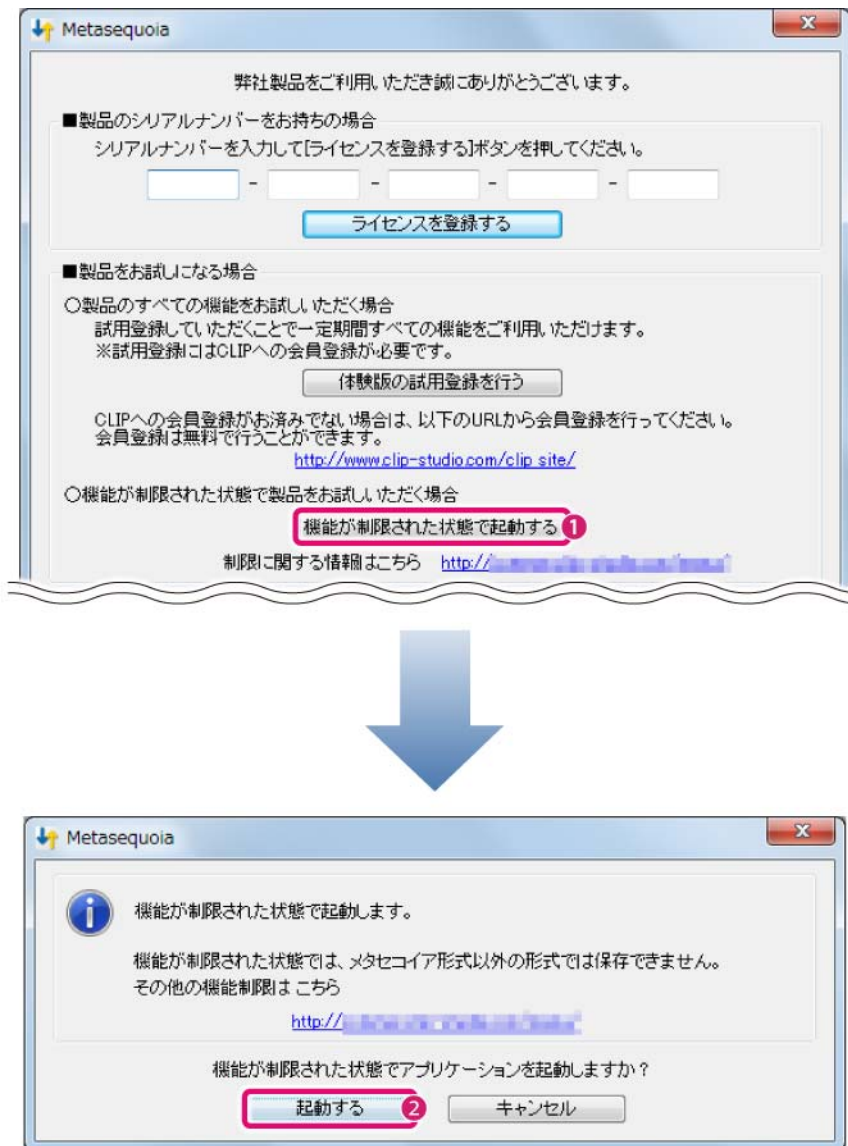 Metasequoia
弊社製品をご利用いただき誠にありがとうございます。
■製品のシリアルナンバーをお持ちの場合
シリアルナンバーを入力して[ライセンスを登録する]ボタンを押してください。
- - - -
ライセンスを登録する
■製品をお試しになる場合
○製品のすべての機能をお試しいただく場合
試用登録していただくことで一定期間すべての機能をご利用いただけます。
※試用登録にはCLIPへの会員登録が必要です。
体験版の試用登録を行う
CLIPへの会員登録がお済みでない場合は、以下のURLから会員登録を行ってください。
会員登録は無料で行うことができます。
http://www.clip-studio.com/clip_site/
○機能が制限された状態で製品をお試しいただく場合
機能が制限された状態で起動する 1
制限に関する情報はこちら http://
Metasequoia
機能が制限された状態で起動します。
機能が制限された状態では、メタセコイア形式以外の形式では保存できません。
その他の機能制限は こちら
http://
機能が制限された状態でアプリケーションを起動しますか？
起動する 2 キャンセル